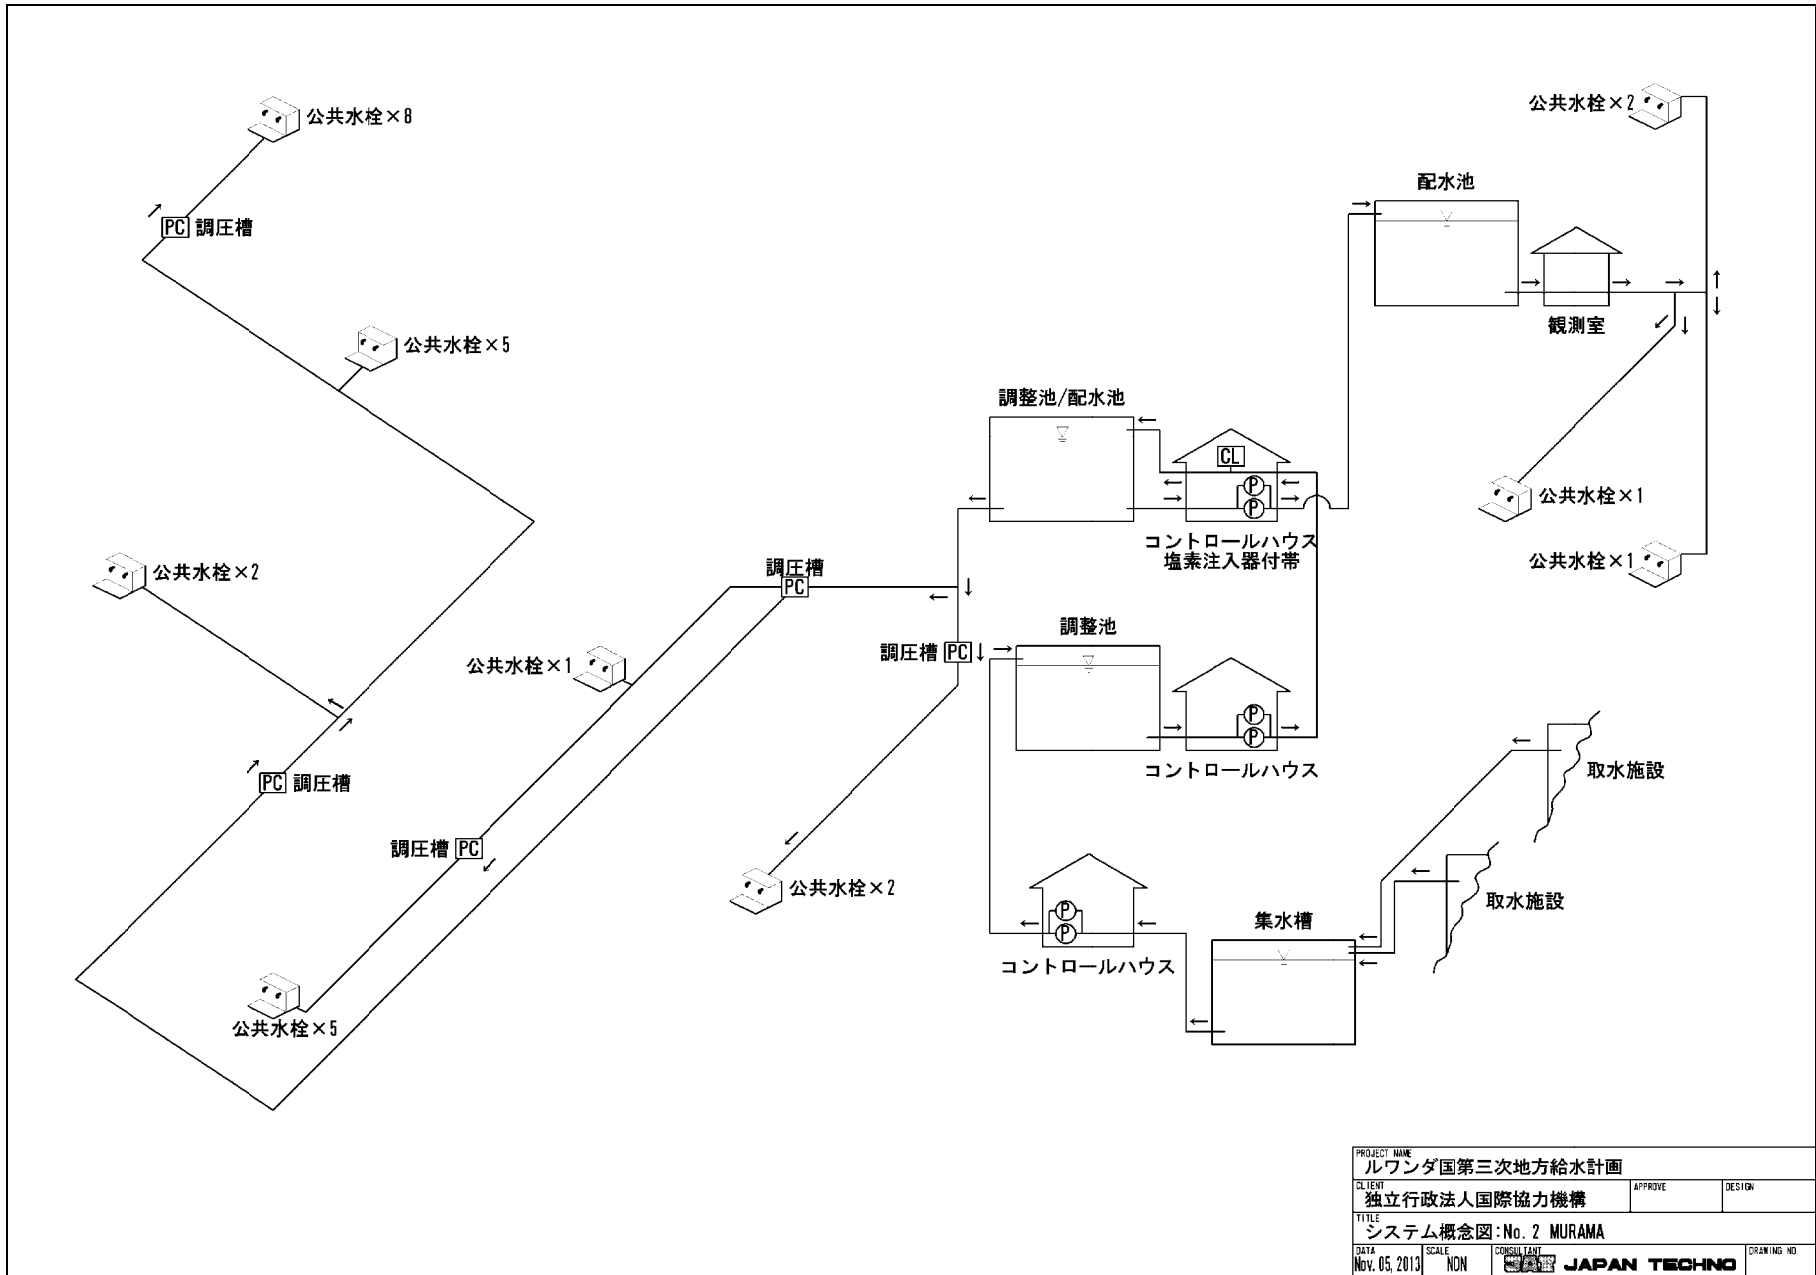 公共水栓×8
公共水栓×2
PC 調圧槽
配水池
観測室
公共水栓×5
調整池/配水池
CL
P
P
公共水栓×1
コントロールハウス
塩素注入器付帯
公共水栓×1
公共水栓×2
調圧槽
PC
調整池
調圧槽 PC
公共水栓×1
P
P
コントロールハウス
取水施設
PC 調圧槽
調圧槽 PC
公共水栓×2
取水施設
P
P
集水槽
コントロールハウス
公共水栓×5
PROJECT NAME
ルワンダ国第三次地方給水計画
CLIENT
独立行政法人国際協力機構
APPROVE
DESIGN
TITLE
システム概念図:No. 2 MURAMA
DATA
Nov. 05, 2013
SCALE
NON
CONSULTANT
JAPAN TECHNO
DRAWING NO.